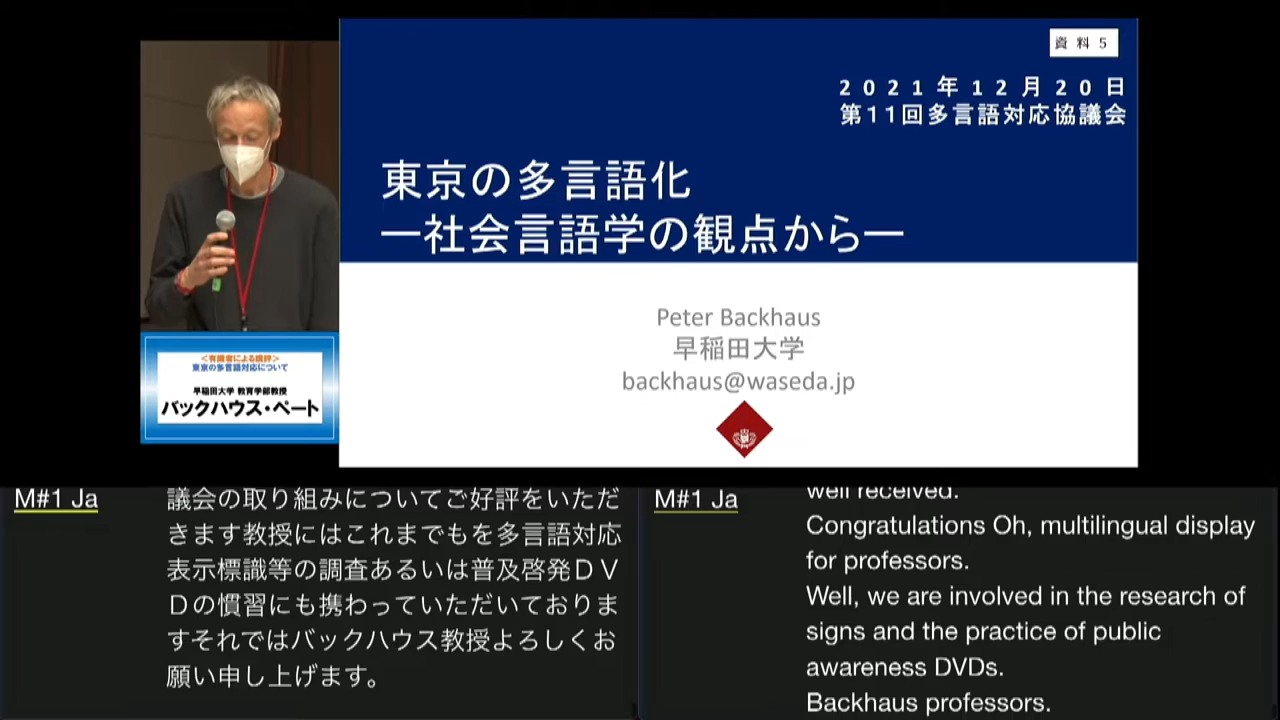 資料5
2021年12月20日
第11回多言語対応協議会
東京の多言語化
ー社会言語学の観点からー
Peter Backhaus
早稲田大学
backhaus@waseda.jp
＜有識者による講評＞
東京の多言語対応について
早稲田大学 教育学部教授
バックハウス・ペート
M#1 Ja
議会の取り組みについてご好評をいただ
きます教授にはこれまでもを多言語対応
表示標識等の調査あるいは普及啓発ＤＶ
Ｄの慣習にも携わっていただいておりま
すそれではバックハウス教授よろしくお
願い申し上げます。
M#1 Ja
well received.
Congratulations Oh, multilingual display
for professors.
Well, we are involved in the research of
signs and the practice of public
awareness DVDs.
Backhaus professors.